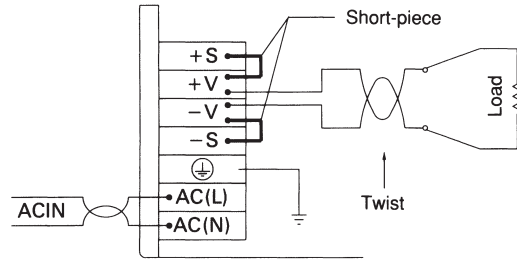 Short-piece
+S
+V
−V
−S
Load
Twist
ACIN
AC(L)
AC(N)